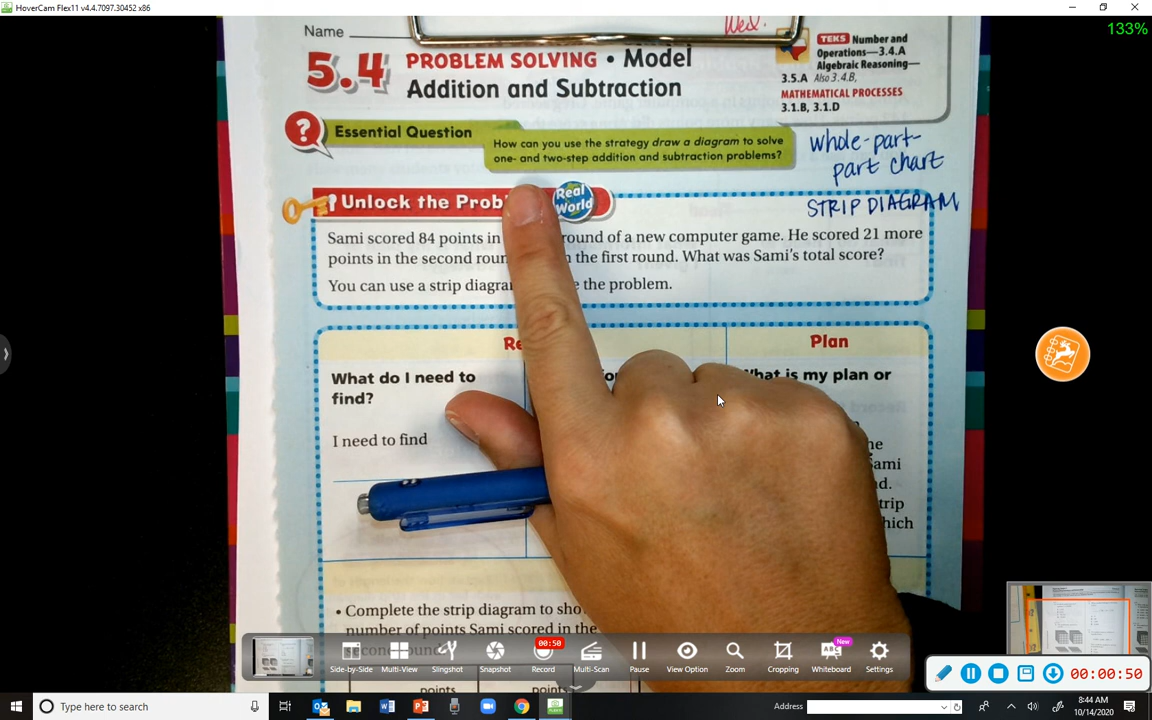 HoverCam Flex11 v4.4.7097.30452 x86
133%
Name
Wed.
5.4 PROBLEM SOLVING • Model
Addition and Subtraction
TEKS Number and
Operations—3.4.A
Algebraic Reasoning—
3.5.A Also 3.4.B,
MATHEMATICAL PROCESSES
3.1.B, 3.1.D
? Essential Question
How can you use the strategy draw a diagram to solve
one- and two-step addition and subtraction problems?
whole-part-
part chart
STRIP DIAGRAM
Unlock the Prob
Real
World
Sami scored 84 points in round of a new computer game. He scored 21 more
points in the second the first round. What was Sami's total score?
You can use a strip the problem.
Plan
What do I need to
find?
What is my plan or
I need to find
Sami
strip
which
• Complete the strip diagram to
number of points Sami scored in the
second
points points
00:50
New
Side-by-Side Multi-View Slingshot Snapshot Record Multi-Scan Pause View Option Zoom Cropping Whiteboard Settings
ABC
00:00:50
Type here to search
Address
8:44 AM
10/14/2020